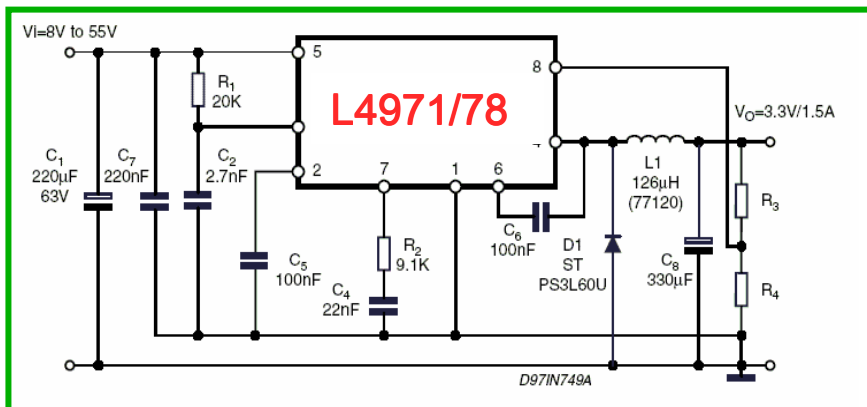 Vi=8V to 55V
5
8
R1
20K
L4971/78
VO=3.3V/1.5A
C1
220µF
63V
C7
220nF
C2
2.7nF
2
7
1
6
L1
126µH
(77120)
R3
C6
100nF
D1
ST
PS3L60U
R2
9.1K
C5
100nF
C4
22nF
C8
330µF
R4
D97IN749A